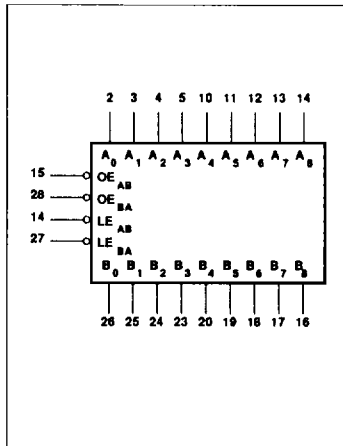 2 3 4 5 10 11 12 13 14
A0 A1 A2 A3 A4 A5 A6 A7 A8
15 OEAB
28 OEBA
14 LEAB
27 LEBA
B0 B1 B2 B3 B4 B5 B6 B7 B8
26 25 24 23 20 19 18 17 16